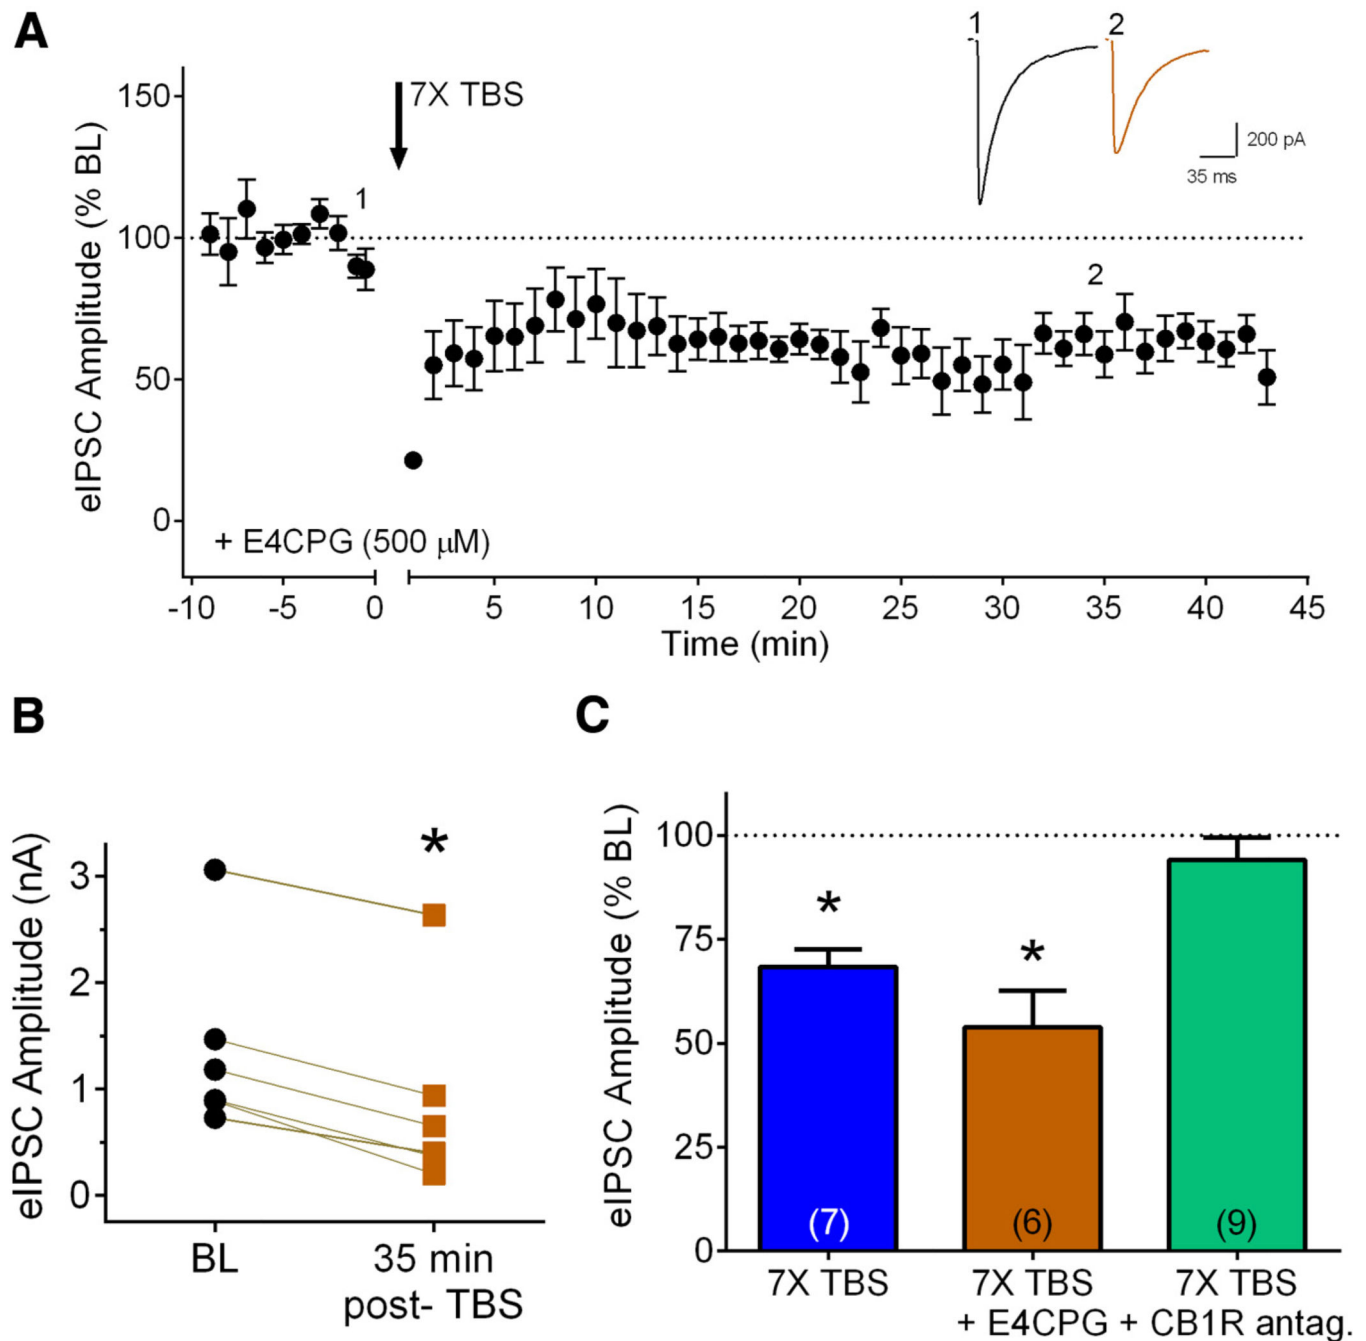 A
eIPSC Amplitude (% BL)
150
100
50
0
7X TBS
1
2
1
2
200 pA
35 ms
+ E4CPG (500 μM)
-10 -5 0 5 10 15 20 25 30 35 40 45
Time (min)
B
eIPSC Amplitude (nA)
3
2
1
0
*
BL
35 min
post- TBS
C
eIPSC Amplitude (% BL)
100
75
50
25
0
*
*
(7) (6) (9)
7X TBS 7X TBS 7X TBS
+ E4CPG + CB1R antag.